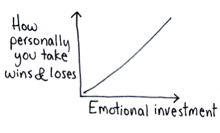 How
personally
you take
wins & loses
Emotional investment